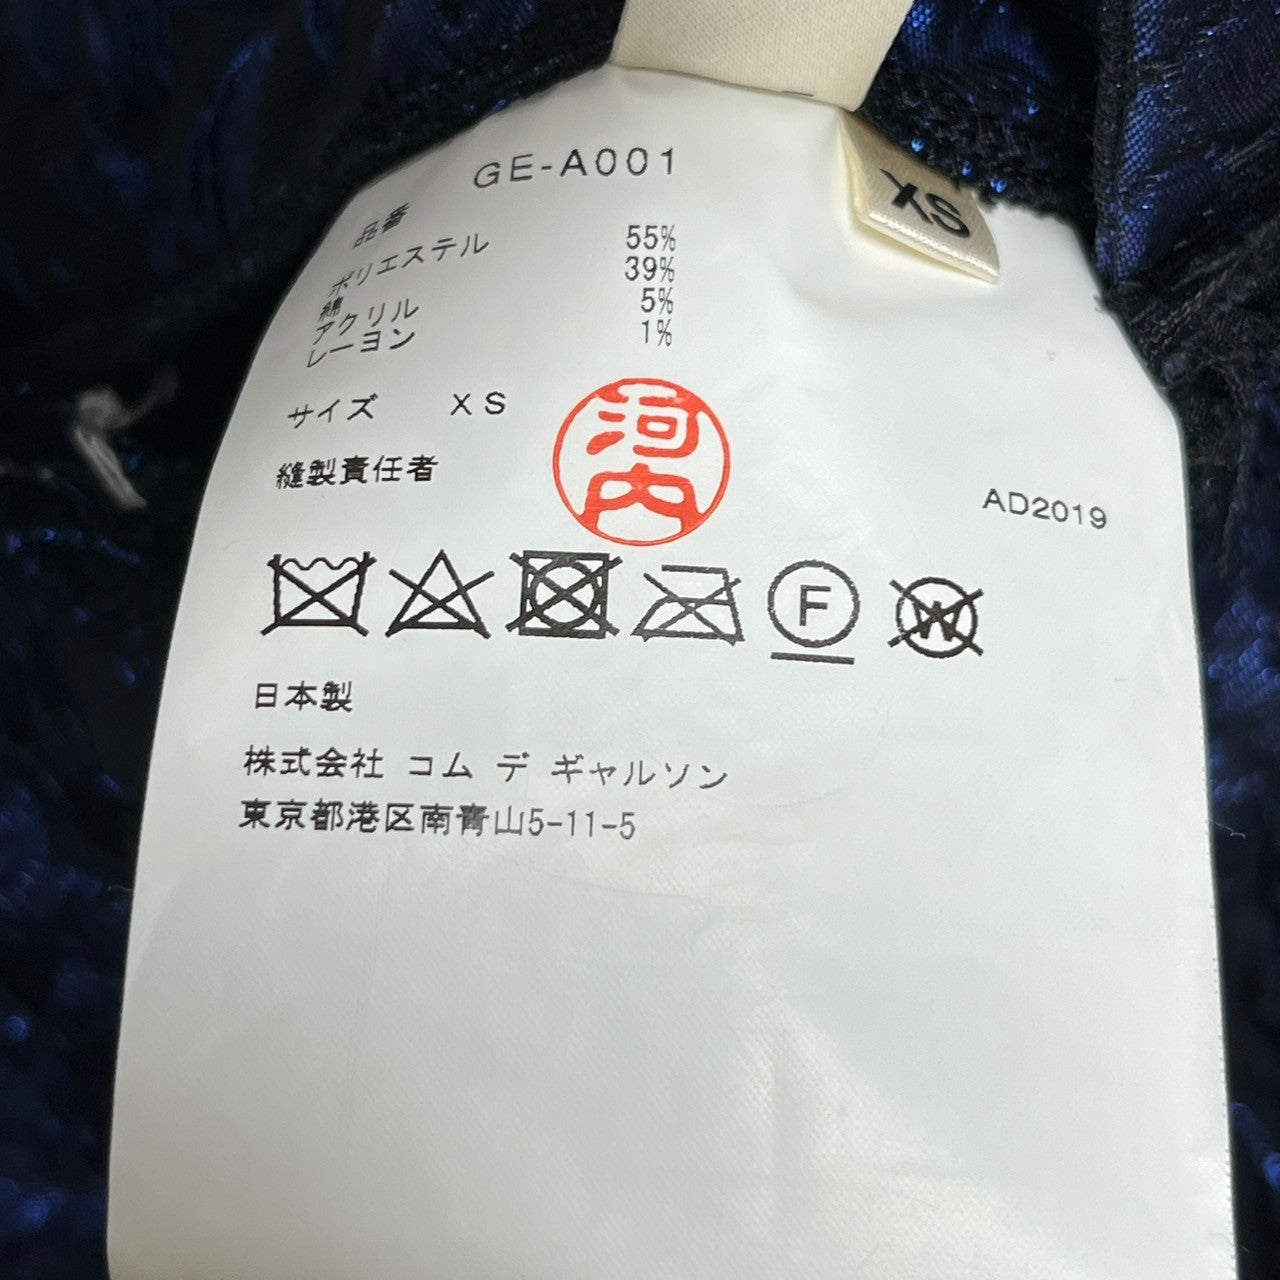 GE-A001
XS
品番
ポリエステル 55%
綿 39%
アクリル 5%
レーヨン 1%
サイズ XS
縫製責任者
河内
AD2019
F
W
日本製
株式会社 コム デ ギャルソン
東京都港区南青山5-11-5